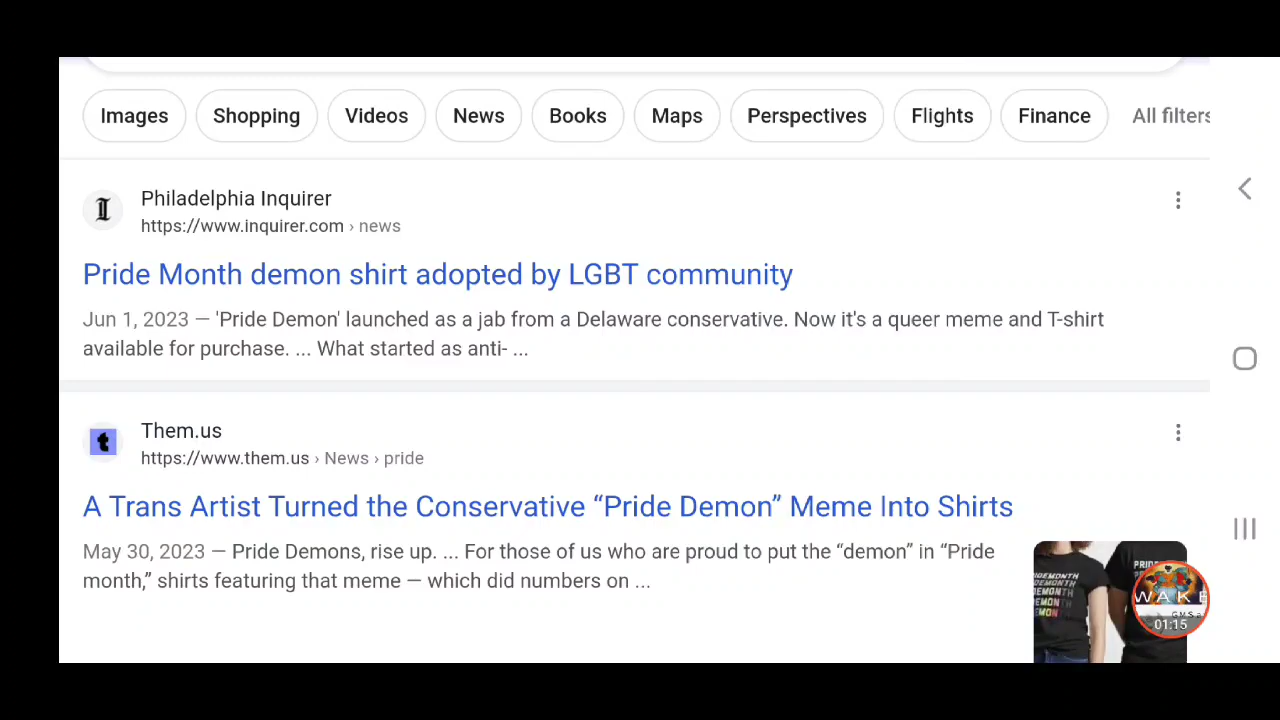 Images Shopping Videos News Books Maps Perspectives Flights Finance All filters
Philadelphia Inquirer
https://www.inquirer.com › news
Pride Month demon shirt adopted by LGBT community
Jun 1, 2023 — 'Pride Demon' launched as a jab from a Delaware conservative. Now it's a queer meme and T-shirt
available for purchase. ... What started as anti- ...
t
Them.us
https://www.them.us › News › pride
A Trans Artist Turned the Conservative “Pride Demon” Meme Into Shirts
May 30, 2023 — Pride Demons, rise up. ... For those of us who are proud to put the “demon” in “Pride
month,” shirts featuring that meme — which did numbers on ...
WAKE
01:15